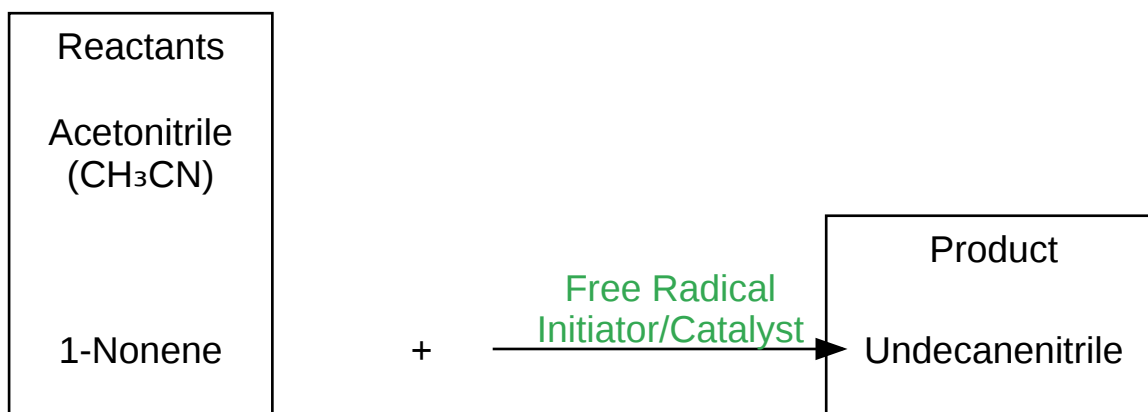 Reactants
Acetonitrile
(CH₃CN)
1-Nonene
+
Free Radical
Initiator/Catalyst
Product
Undecanenitrile